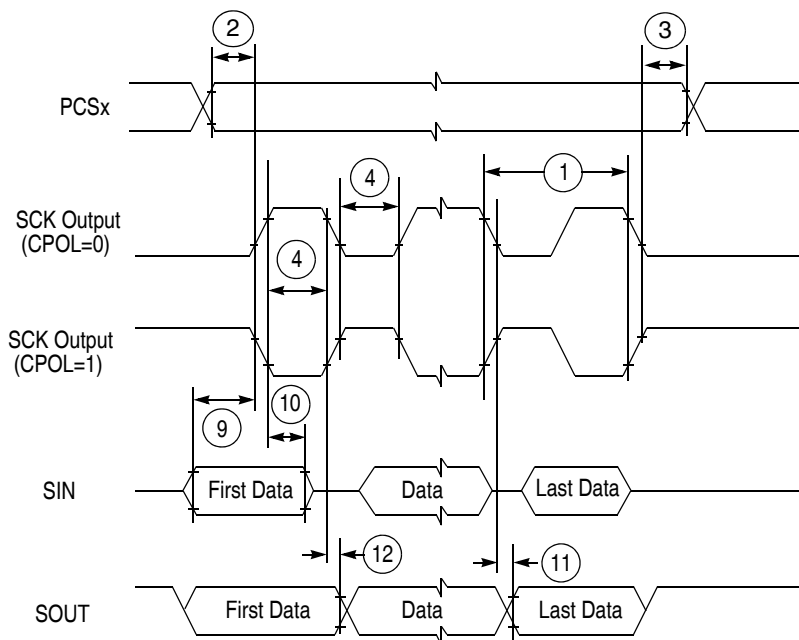 2
3
PCSx
4
1
SCK Output
(CPOL=0)
4
SCK Output
(CPOL=1)
10
9
SIN
First Data
Data
Last Data
12
11
SOUT
First Data
Data
Last Data